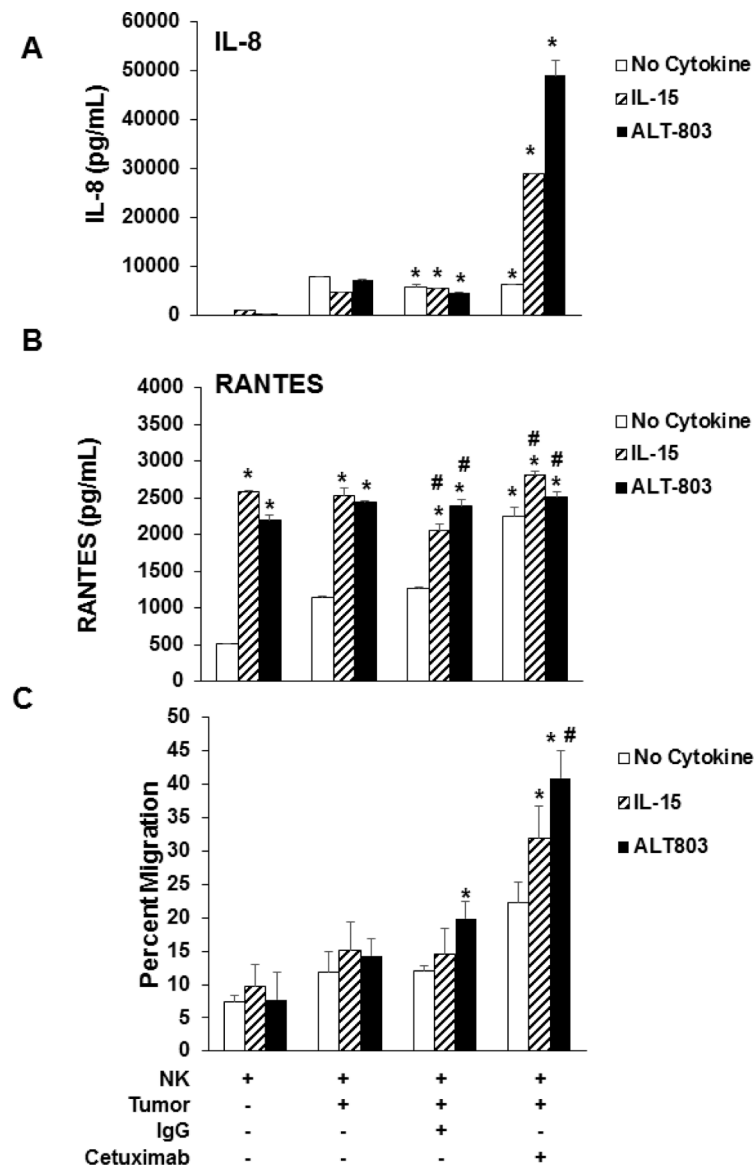 A
IL-8
IL-8 (pg/mL)
60000
50000
40000
30000
20000
10000
0
*
*
* * * *
No Cytokine
IL-15
ALT-803
B
RANTES
RANTES (pg/mL)
4000
3500
3000
2500
2000
1500
1000
500
0
# # # #
* * * * * * * * *
No Cytokine
IL-15
ALT-803
C
Percent Migration
50
45
40
35
30
25
20
15
10
5
0
* #
*
*
No Cytokine
IL-15
ALT803
NK + + + +
Tumor - + + +
IgG - - + -
Cetuximab - - - +